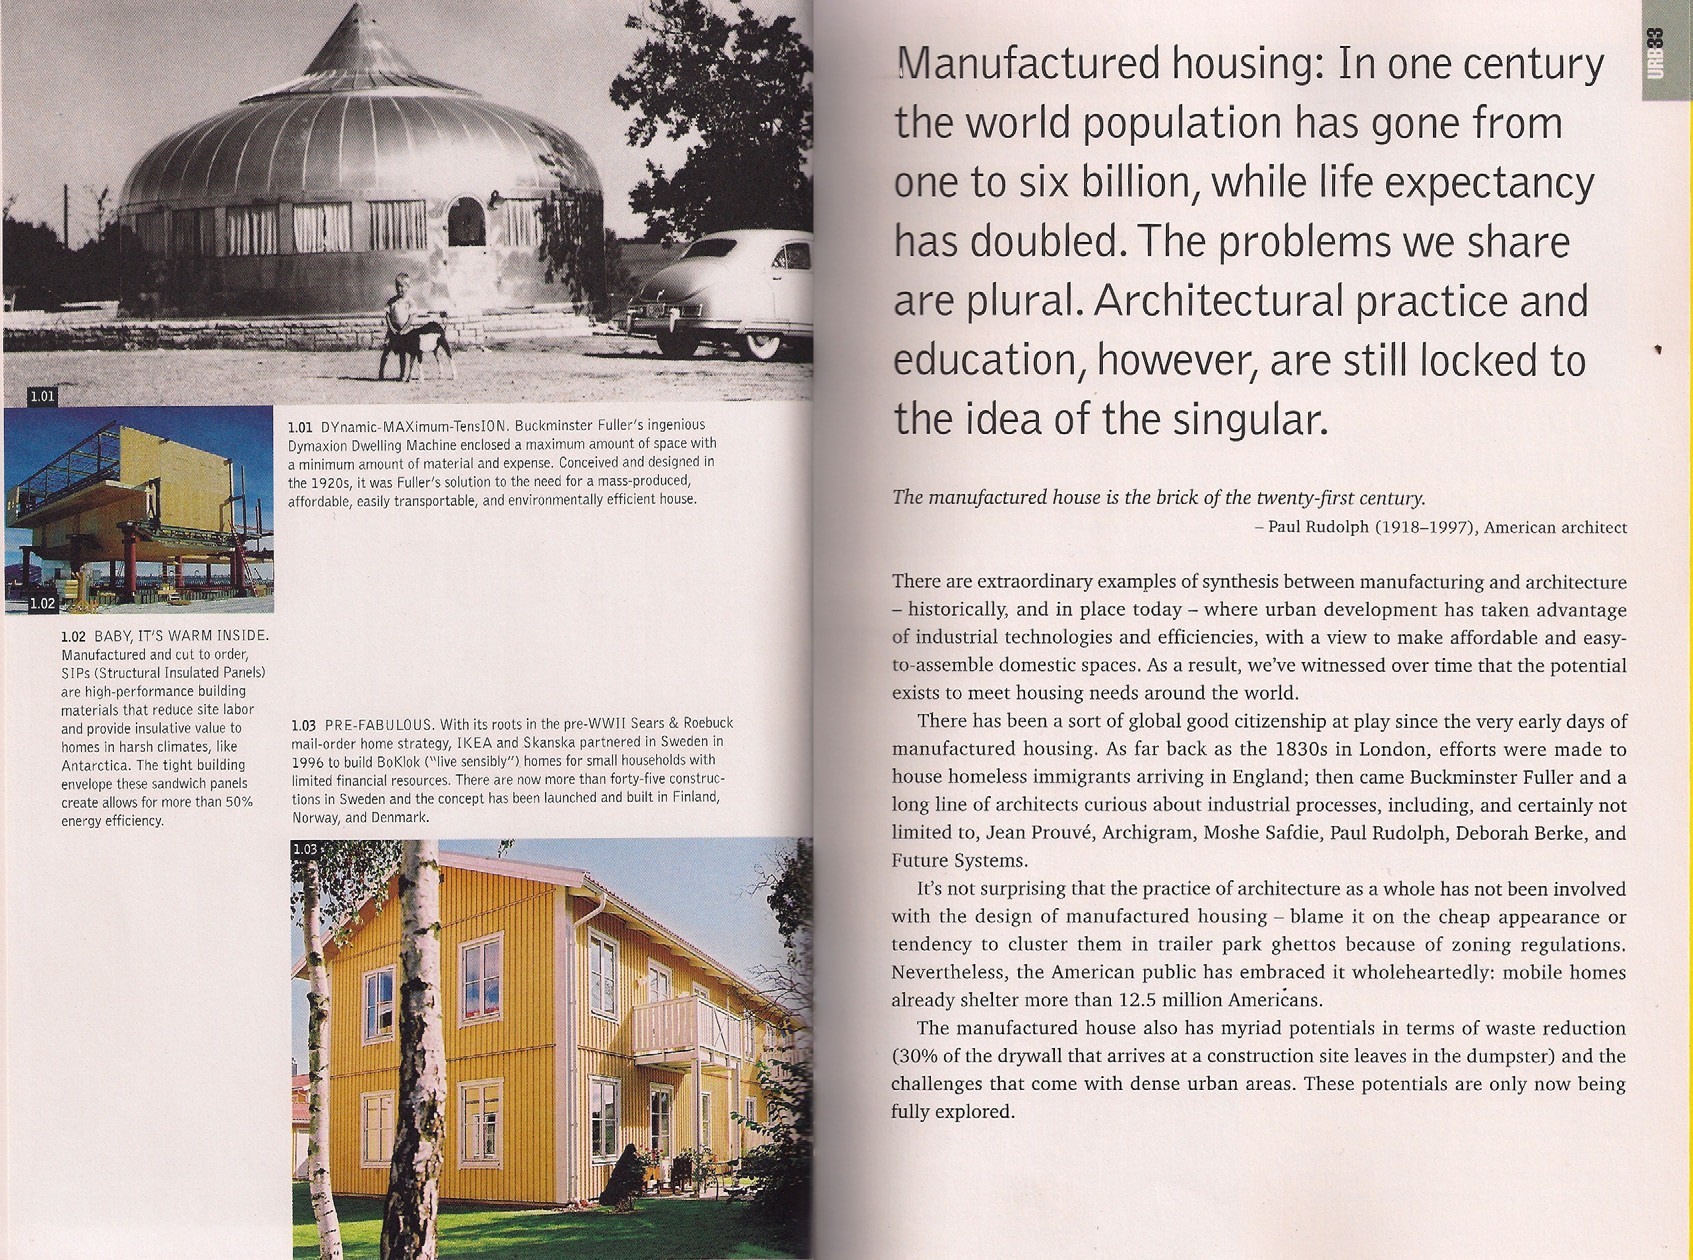 1.01
1.01 DYnamic-MAXimum-TensION. Buckminster Fuller's ingenious
Dymaxion Dwelling Machine enclosed a maximum amount of space with
a minimum amount of material and expense. Conceived and designed in
the 1920s, it was Fuller's solution to the need for a mass-produced,
affordable, easily transportable, and environmentally efficient house.
1.02
1.02 BABY, IT'S WARM INSIDE.
Manufactured and cut to order,
SIPs (Structural Insulated Panels)
are high-performance building
materials that reduce site labor
and provide insulative value to
homes in harsh climates, like
Antarctica. The tight building
envelope these sandwich panels
create allows for more than 50%
energy efficiency.
1.03 PRE-FABULOUS. With its roots in the pre-WWII Sears & Roebuck
mail-order home strategy, IKEA and Skanska partnered in Sweden in
1996 to build BoKlok ("live sensibly") homes for small households with
limited financial resources. There are now more than forty-five construc-
tions in Sweden and the concept has been launched and built in Finland,
Norway, and Denmark.
1.03
URB33
Manufactured housing: In one century
the world population has gone from
one to six billion, while life expectancy
has doubled. The problems we share
are plural. Architectural practice and
education, however, are still locked to
the idea of the singular.
The manufactured house is the brick of the twenty-first century.
– Paul Rudolph (1918–1997), American architect
There are extraordinary examples of synthesis between manufacturing and architecture
– historically, and in place today – where urban development has taken advantage
of industrial technologies and efficiencies, with a view to make affordable and easy-
to-assemble domestic spaces. As a result, we've witnessed over time that the potential
exists to meet housing needs around the world.
There has been a sort of global good citizenship at play since the very early days of
manufactured housing. As far back as the 1830s in London, efforts were made to
house homeless immigrants arriving in England; then came Buckminster Fuller and a
long line of architects curious about industrial processes, including, and certainly not
limited to, Jean Prouvé, Archigram, Moshe Safdie, Paul Rudolph, Deborah Berke, and
Future Systems.
It's not surprising that the practice of architecture as a whole has not been involved
with the design of manufactured housing – blame it on the cheap appearance or
tendency to cluster them in trailer park ghettos because of zoning regulations.
Nevertheless, the American public has embraced it wholeheartedly: mobile homes
already shelter more than 12.5 million Americans.
The manufactured house also has myriad potentials in terms of waste reduction
(30% of the drywall that arrives at a construction site leaves in the dumpster) and the
challenges that come with dense urban areas. These potentials are only now being
fully explored.